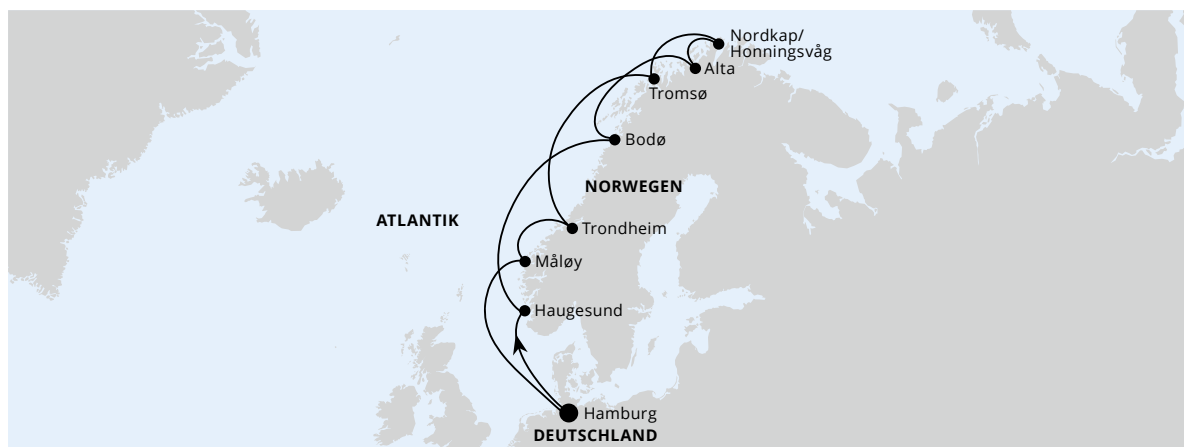 Nordkap/
Honningsvåg
Alta
Tromsø
Bodø
NORWEGEN
ATLANTIK
Trondheim
Måløy
Haugesund
Hamburg
DEUTSCHLAND